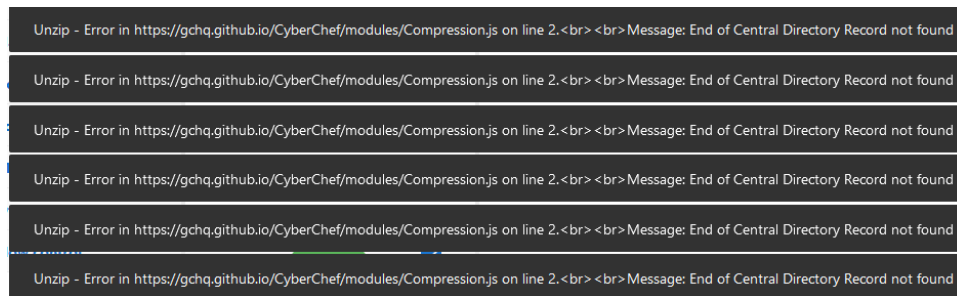 Unzip - Error in https://gchq.github.io/CyberChef/modules/Compression.js on line 2.<br><br>Message: End of Central Directory Record not found
Unzip - Error in https://gchq.github.io/CyberChef/modules/Compression.js on line 2.<br><br>Message: End of Central Directory Record not found
Unzip - Error in https://gchq.github.io/CyberChef/modules/Compression.js on line 2.<br><br>Message: End of Central Directory Record not found
Unzip - Error in https://gchq.github.io/CyberChef/modules/Compression.js on line 2.<br><br>Message: End of Central Directory Record not found
Unzip - Error in https://gchq.github.io/CyberChef/modules/Compression.js on line 2.<br><br>Message: End of Central Directory Record not found
Unzip - Error in https://gchq.github.io/CyberChef/modules/Compression.js on line 2.<br><br>Message: End of Central Directory Record not found